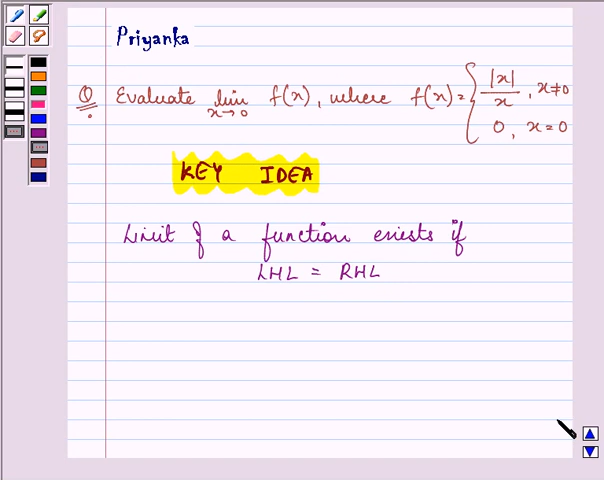 Priyanka
Q Evaluate lim x→0 f(x), where f(x) = { |x|/x, x≠0
0, x=0
KEY IDEA
Limit of a function exists if
LHL = RHL